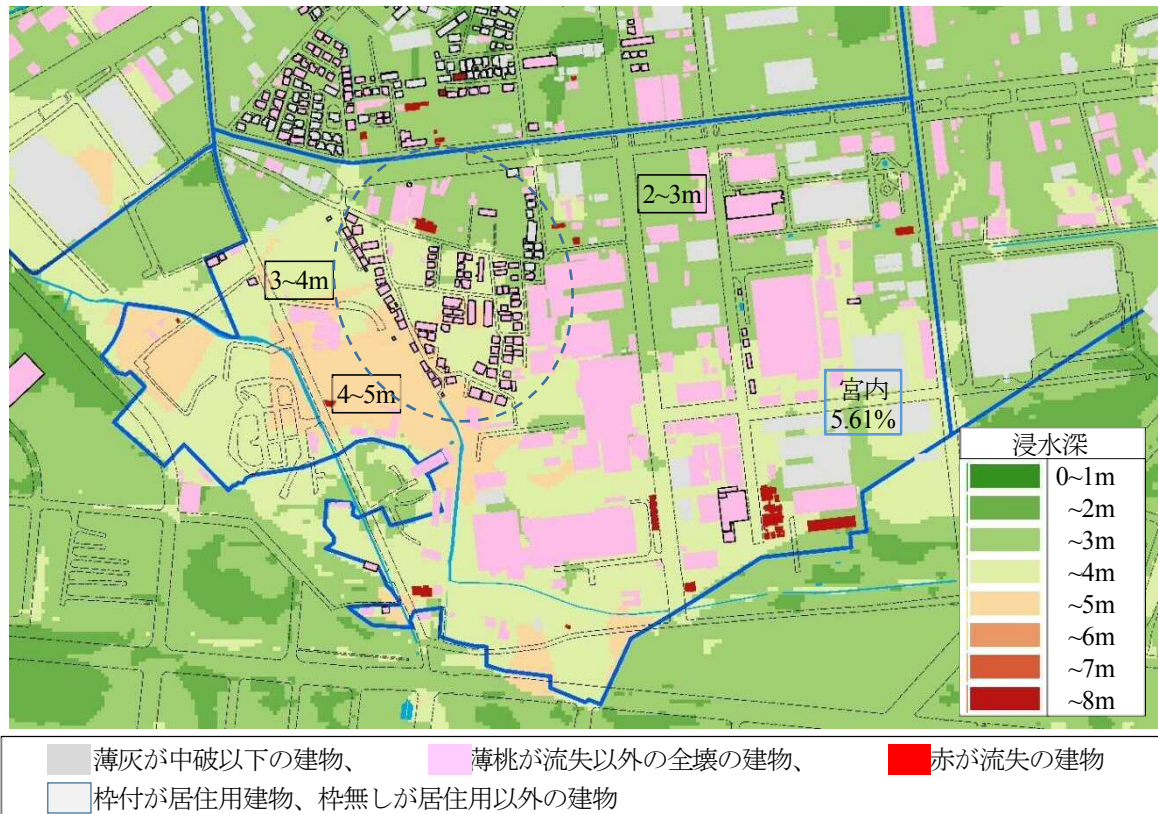 2~3m
3~4m
4~5m
宮内
5.61%
浸水深
0~1m
~2m
~3m
~4m
~5m
~6m
~7m
~8m
薄灰が中破以下の建物、 薄桃が流失以外の全壊の建物、 赤が流失の建物
枠付が居住用建物、枠無しが居住用以外の建物